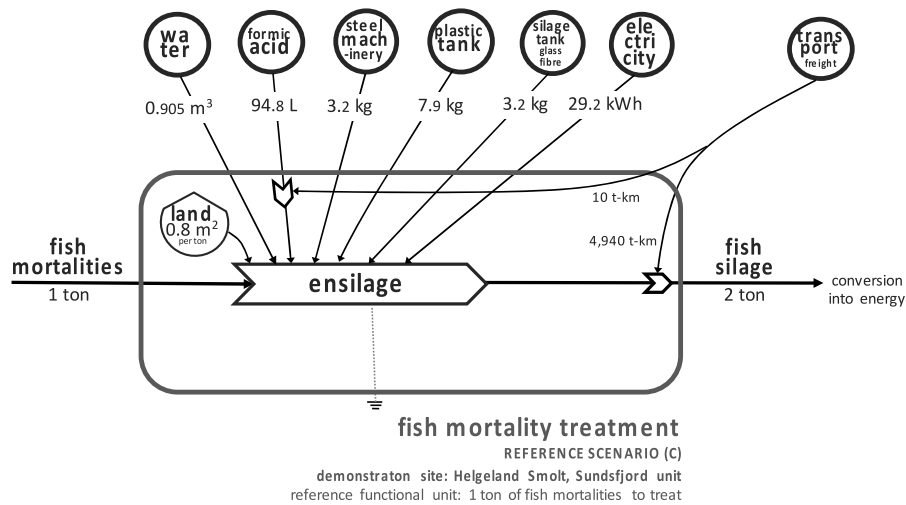 wa
ter
formic
acid
steel
mach
-inery
plastic
tank
silage
tank
glass
fibre
ele
ctri
city
trans
port
freight
0.905 m³
94.8 L
3.2 kg
7.9 kg
3.2 kg
29.2 kWh
land
0.8 m²
per ton
10 t-km
4,940 t-km
fish
mortalities
1 ton
ensilage
fish
silage
2 ton
conversion
into energy
fish mortality treatment
REFERENCE SCENARIO (C)
demonstraton site: Helgeland Smolt, Sundsfjord unit
reference functional unit: 1 ton of fish mortalities to treat